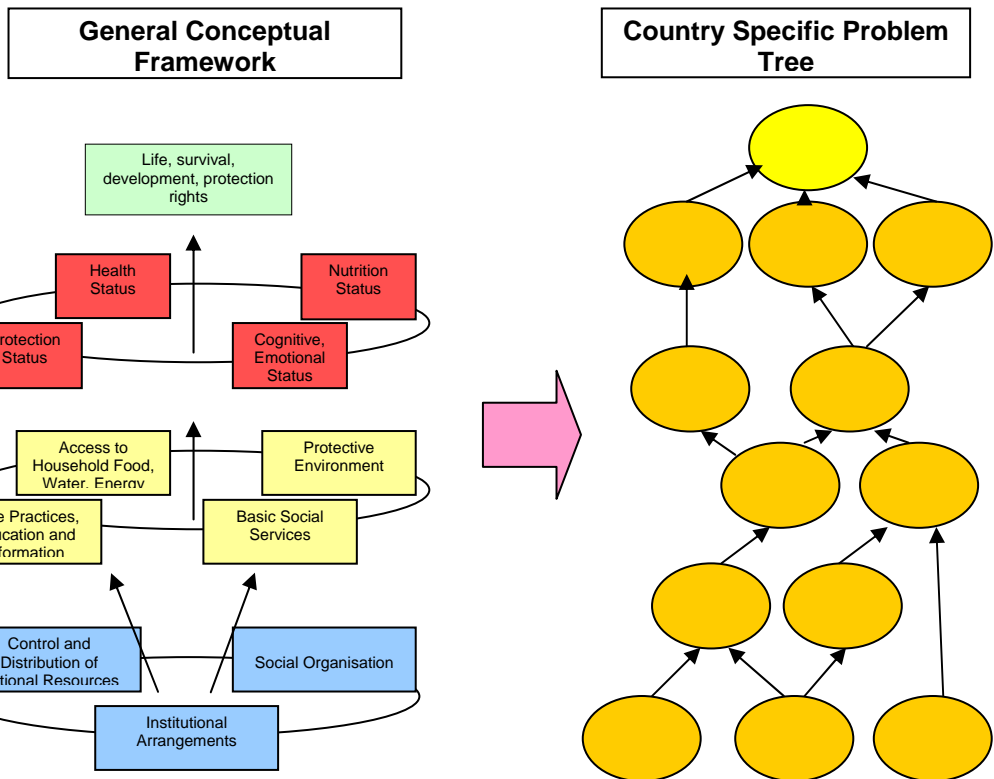 General Conceptual
Framework
Country Specific Problem
Tree
Life, survival,
development, protection
rights
Health
Status
Nutrition
Status
rotection
Status
Cognitive,
Emotional
Status
Access to
Household Food,
Water, Energy
Protective
Environment
e Practices,
ucation and
formation
Basic Social
Services
Control and
Distribution of
tional Resources
Social Organisation
Institutional
Arrangements